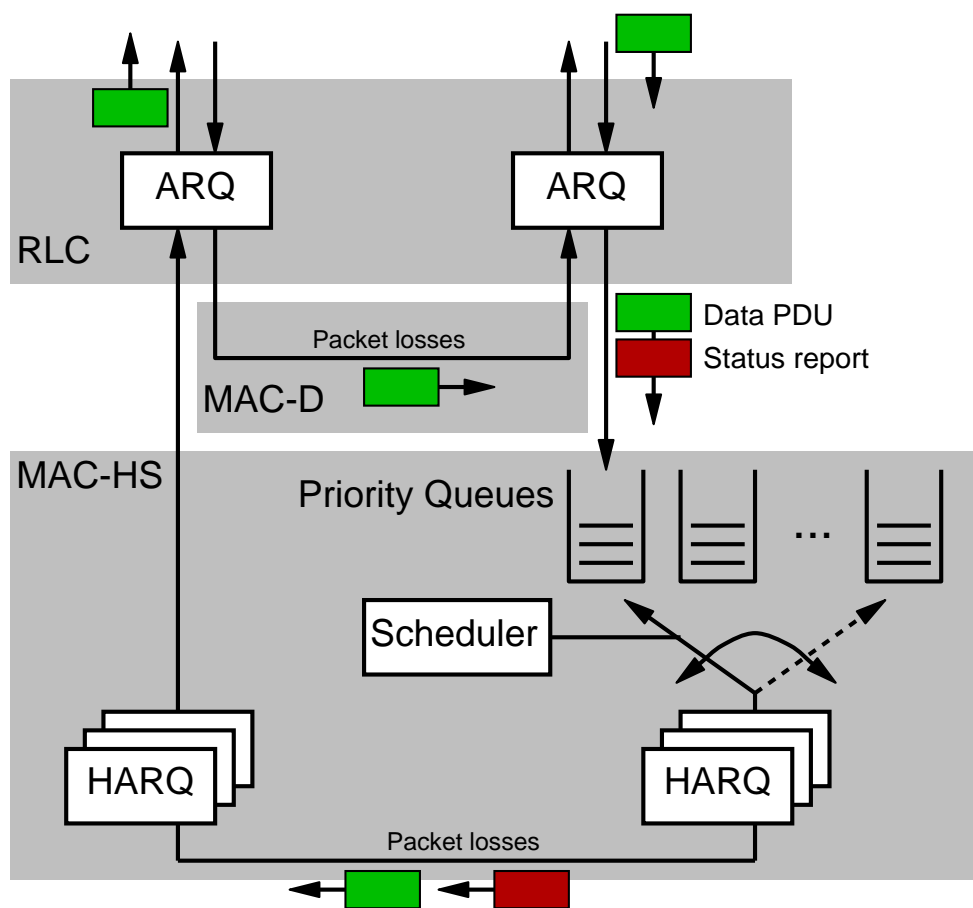 ARQ
ARQ
RLC
Data PDU
Packet losses
Status report
MAC-D
MAC-HS
Priority Queues
...
Scheduler
HARQ
HARQ
Packet losses